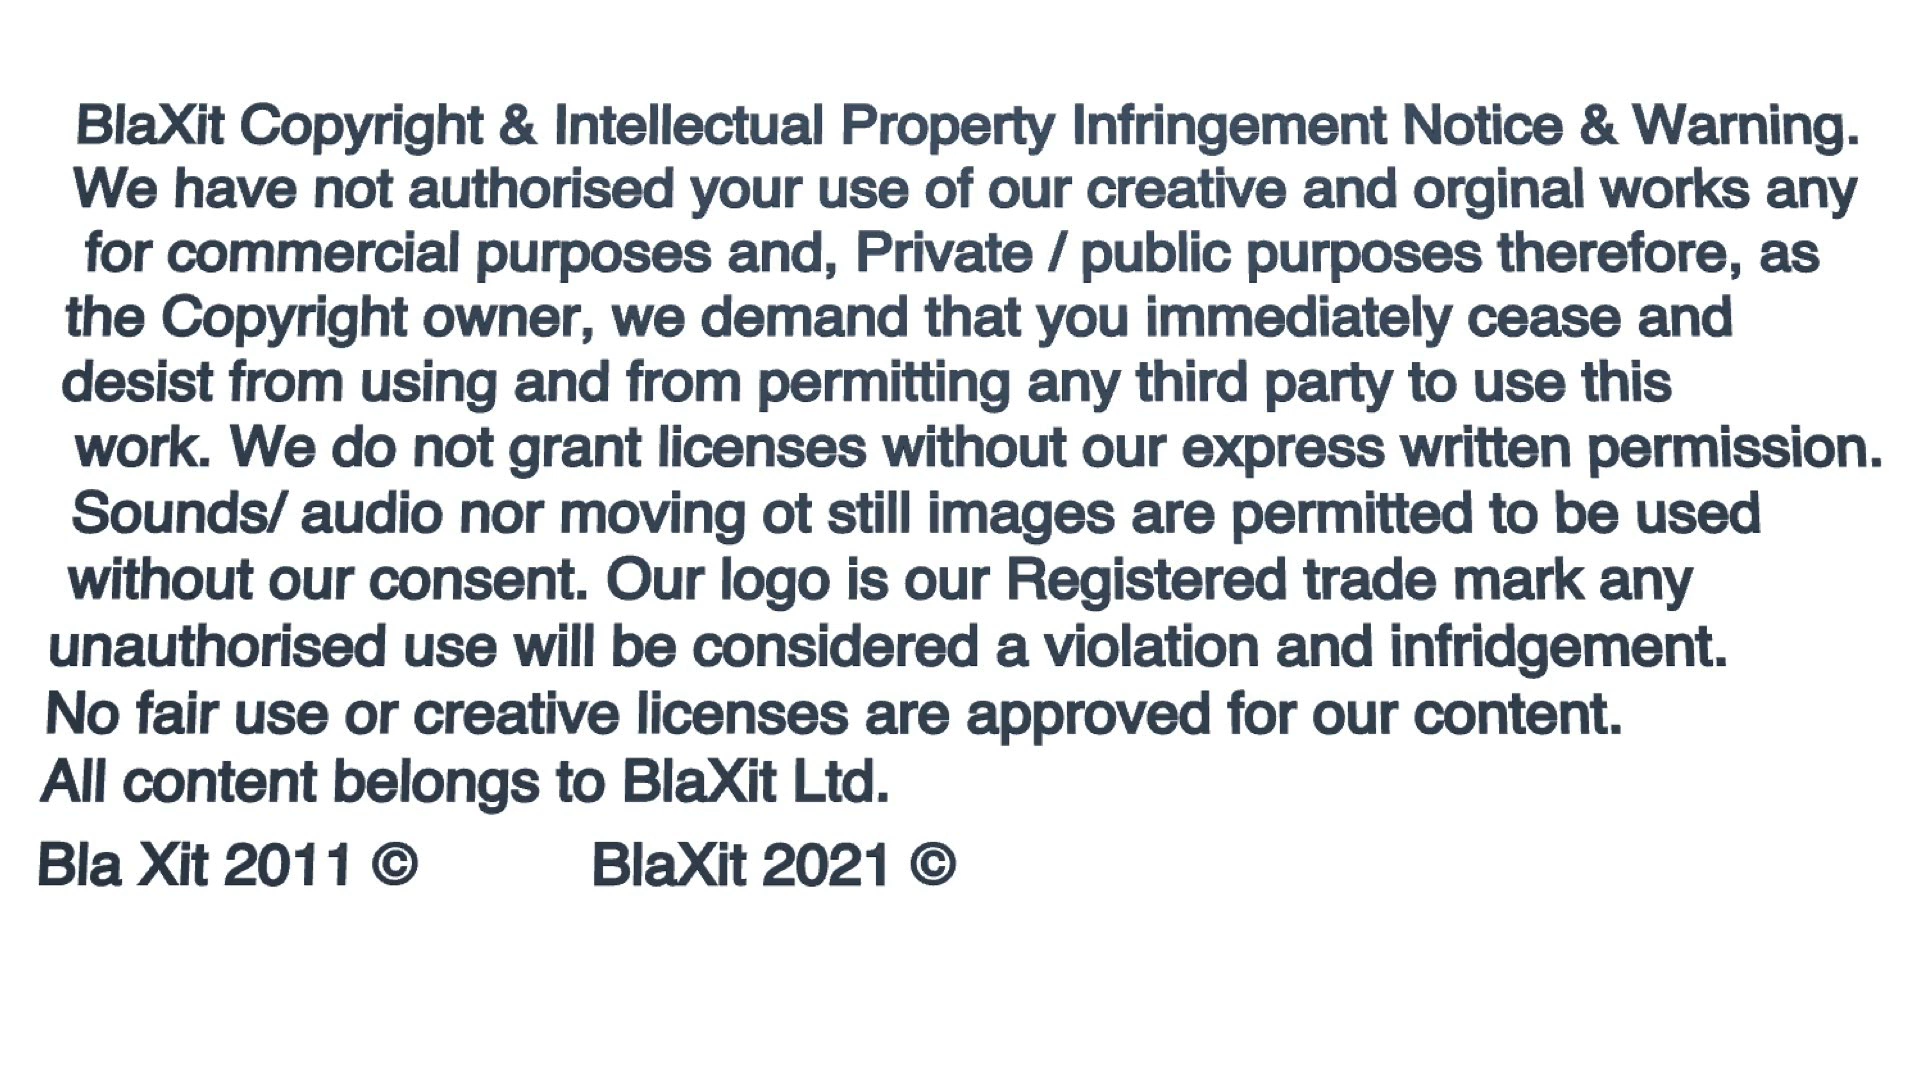 BlaXit Copyright & Intellectual Property Infringement Notice & Warning.
We have not authorised your use of our creative and orginal works any
for commercial purposes and, Private / public purposes therefore, as
the Copyright owner, we demand that you immediately cease and
desist from using and from permitting any third party to use this
work. We do not grant licenses without our express written permission.
Sounds/ audio nor moving ot still images are permitted to be used
without our consent. Our logo is our Registered trade mark any
unauthorised use will be considered a violation and infridgement.
No fair use or creative licenses are approved for our content.
All content belongs to BlaXit Ltd.
Bla Xit 2011 © BlaXit 2021 ©